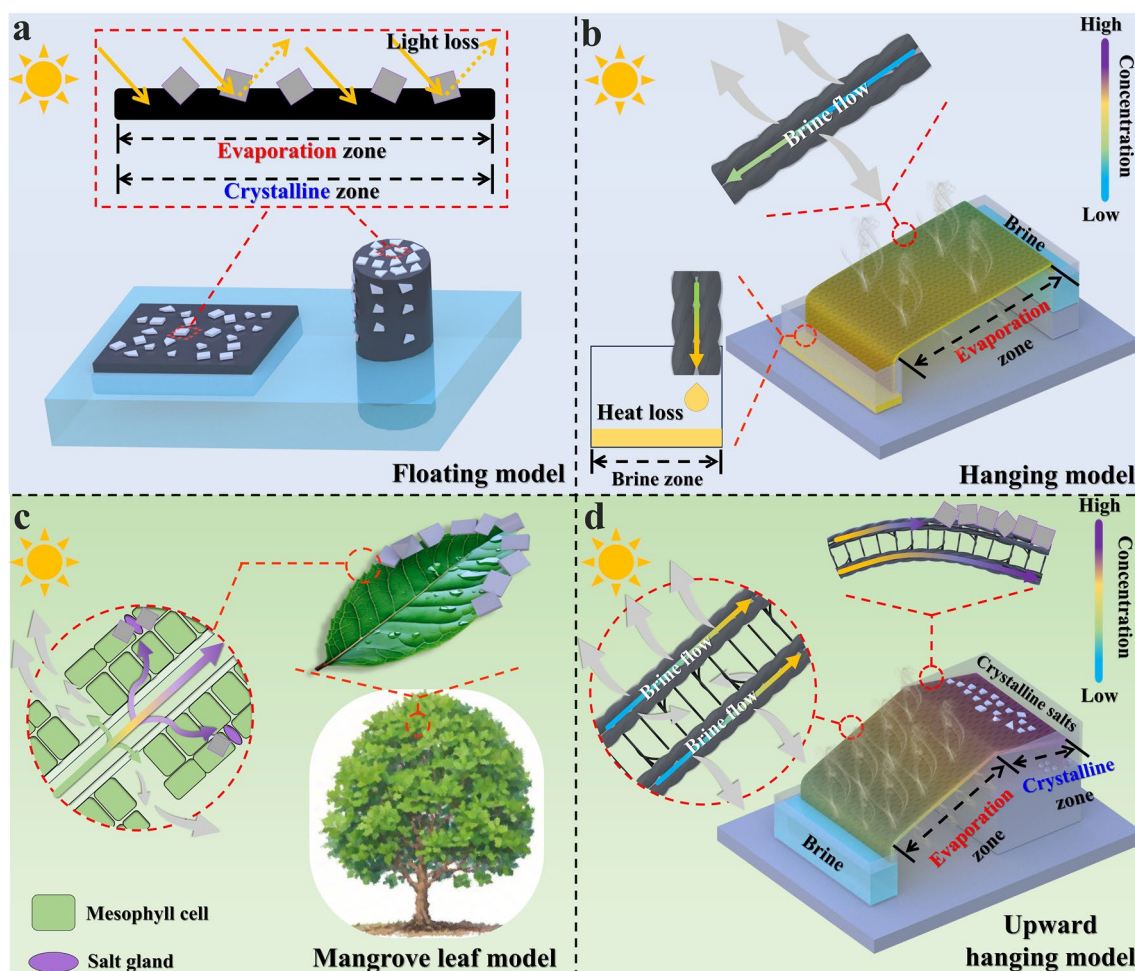 a
Light loss
Evaporation zone
Crystalline zone
Floating model
b
High
Concentration
Low
Brine flow
Brine
Evaporation
zone
Heat loss
Brine zone
Hanging model
c
Mesophyll cell
Salt gland
Mangrove leaf model
d
High
Concentration
Low
Brine flow
Brine flow
Crystalline salts
Crystalline
zone
Evaporation
zone
Brine
Upward
hanging model